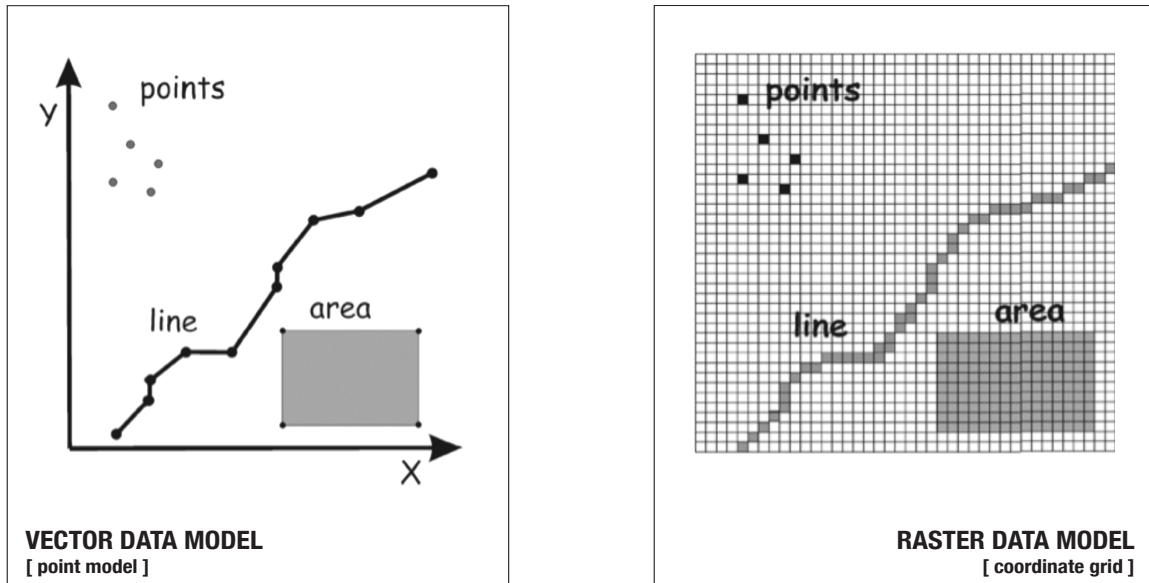 points
Y
line
area
X
VECTOR DATA MODEL
[ point model ]
points
line
area
RASTER DATA MODEL
[ coordinate grid ]